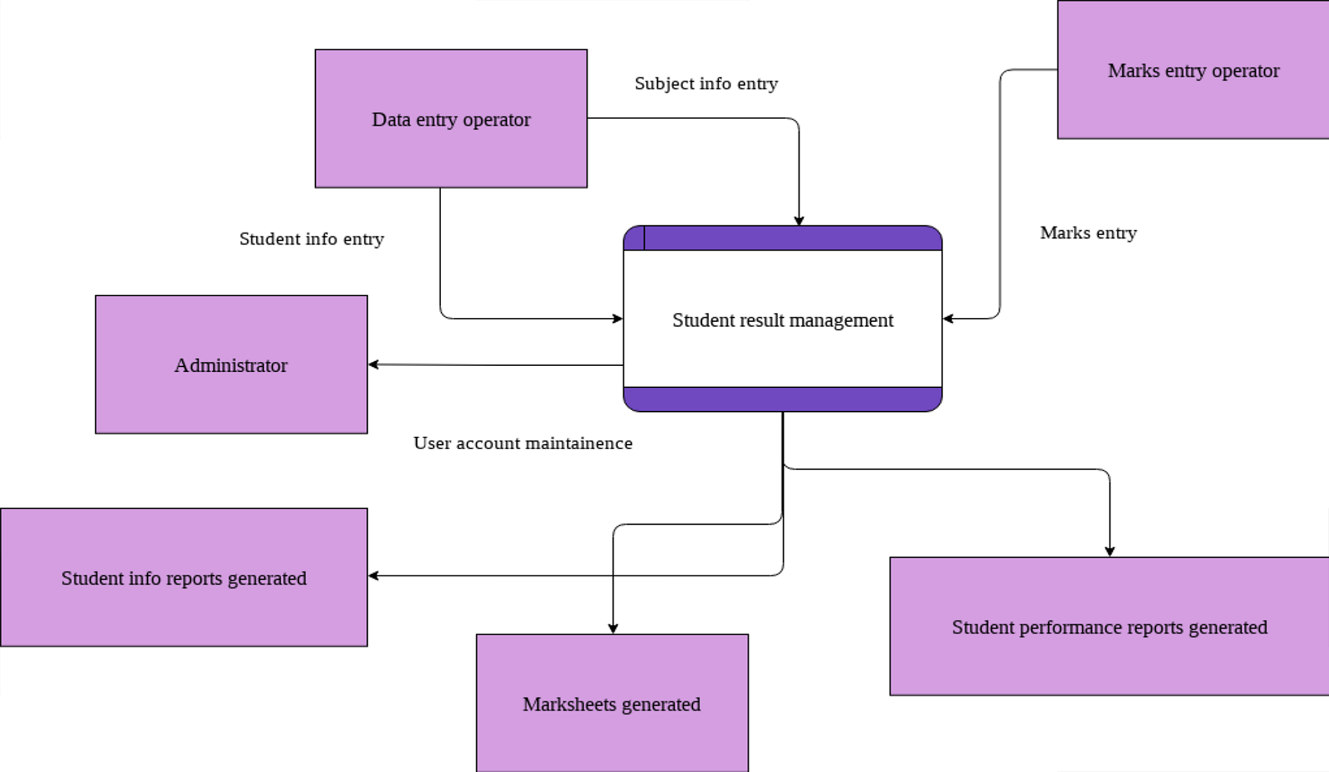 Marks entry operator
Subject info entry
Data entry operator
Marks entry
Student info entry
Student result management
Administrator
User account maintainence
Student info reports generated
Student performance reports generated
Marksheets generated